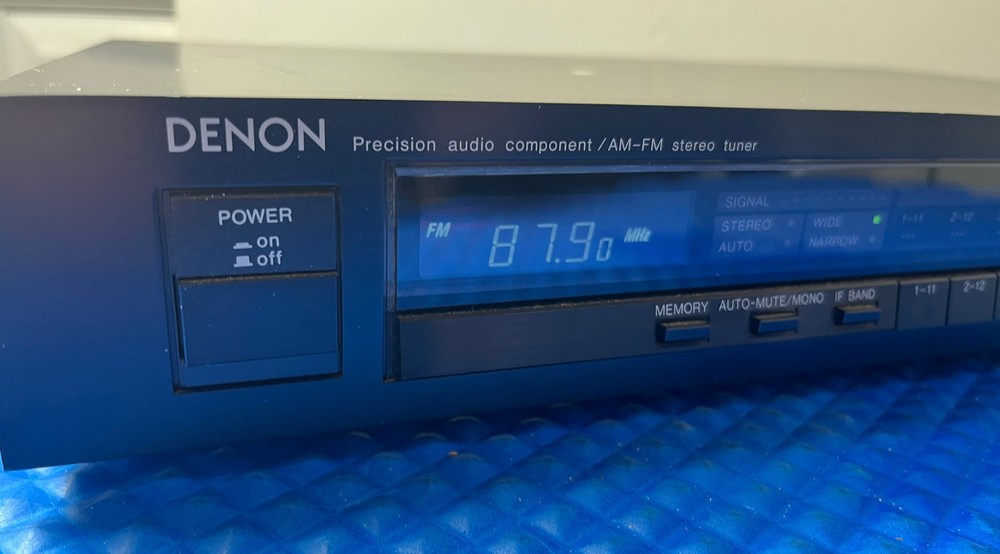 DENON Precision audio component / AM-FM stereo tuner
POWER
on
off
FM 87.90 MHz
SIGNAL
STEREO WIDE 1-11 2-12
AUTO NARROW
MEMORY AUTO-MUTE/MONO IF BAND 1-11 2-12